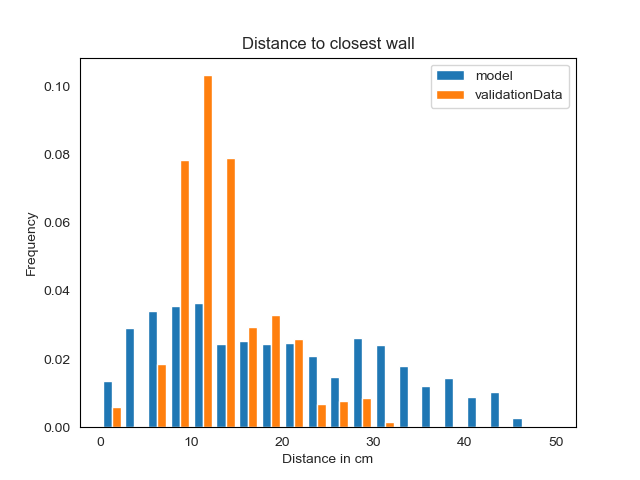 Distance to closest wall
model
validationData
0.10
0.08
0.06
0.04
0.02
0.00
Frequency
0 10 20 30 40 50
Distance in cm